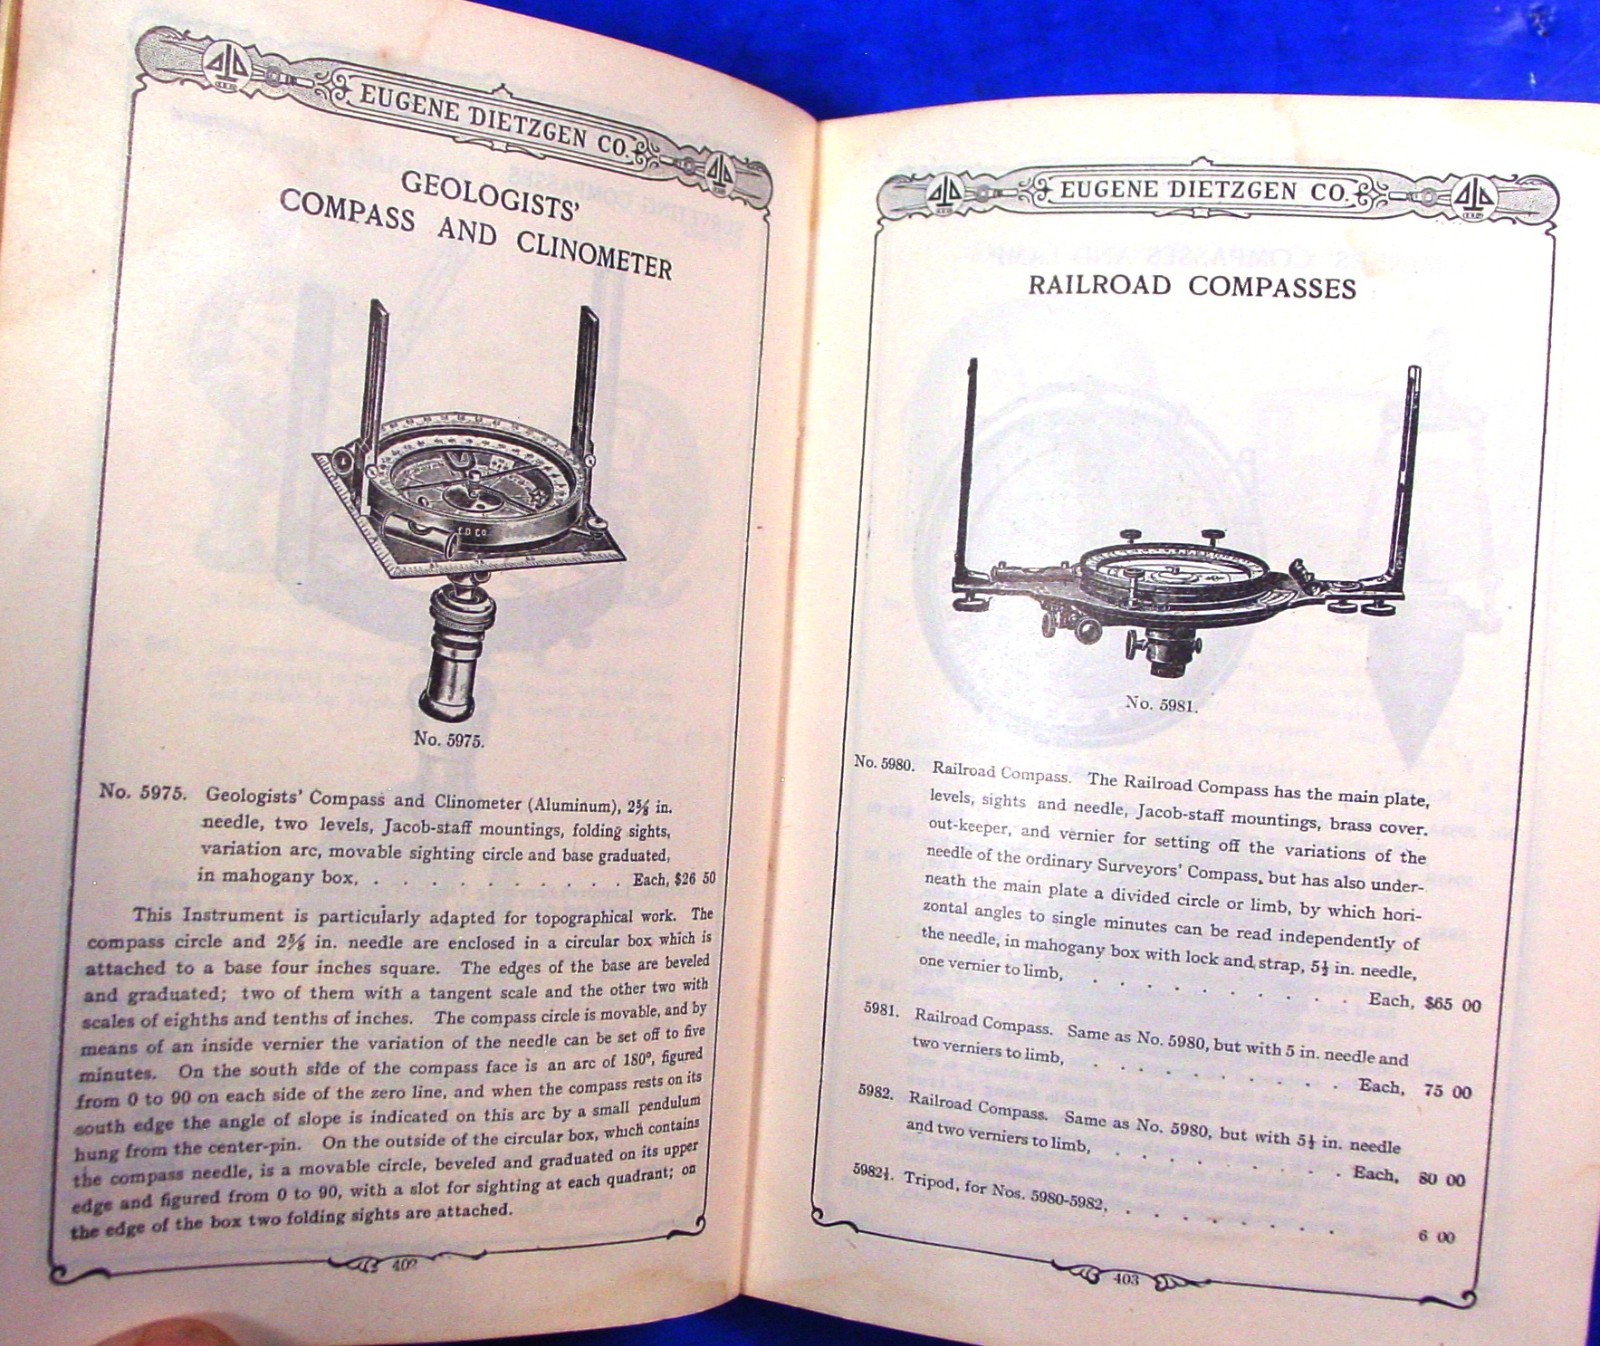 EUGENE DIETZGEN CO.
GEOLOGISTS'
COMPASS AND CLINOMETER
E.D.CO.
No. 5975.
No. 5975. Geologists' Compass and Clinometer (Aluminum), 2⅝ in.
needle, two levels, Jacob-staff mountings, folding sights,
variation arc, movable sighting circle and base graduated,
in mahogany box, . . . . . . . . . . Each, $26 50
This Instrument is particularly adapted for topographical work. The
compass circle and 2⅝ in. needle are enclosed in a circular box which is
attached to a base four inches square. The edges of the base are beveled
and graduated; two of them with a tangent scale and the other two with
scales of eighths and tenths of inches. The compass circle is movable, and by
means of an inside vernier the variation of the needle can be set off to five
minutes. On the south side of the compass face is an arc of 180°, figured
from 0 to 90 on each side of the zero line, and when the compass rests on its
south edge the angle of slope is indicated on this arc by a small pendulum
hung from the center-pin. On the outside of the circular box, which contains
the compass needle, is a movable circle, beveled and graduated on its upper
edge and figured from 0 to 90, with a slot for sighting at each quadrant; on
the edge of the box two folding sights are attached.
402
EUGENE DIETZGEN CO.
RAILROAD COMPASSES
No. 5981.
No. 5980. Railroad Compass. The Railroad Compass has the main plate,
levels, sights and needle, Jacob-staff mountings, brass cover.
out-keeper, and vernier for setting off the variations of the
needle of the ordinary Surveyors' Compass, but has also under-
neath the main plate a divided circle or limb, by which hori-
zontal angles to single minutes can be read independently of
the needle, in mahogany box with lock and strap, 5½ in. needle,
one vernier to limb, . . . . . . . . . . Each, $65 00
5981. Railroad Compass. Same as No. 5980, but with 5 in. needle and
two verniers to limb, . . . . . . . . . . Each, 75 00
5982. Railroad Compass. Same as No. 5980, but with 5½ in. needle
and two verniers to limb, . . . . . . . . . Each, 80 00
5982½. Tripod, for Nos. 5980-5982, . . . . . . . . . 6 00
403